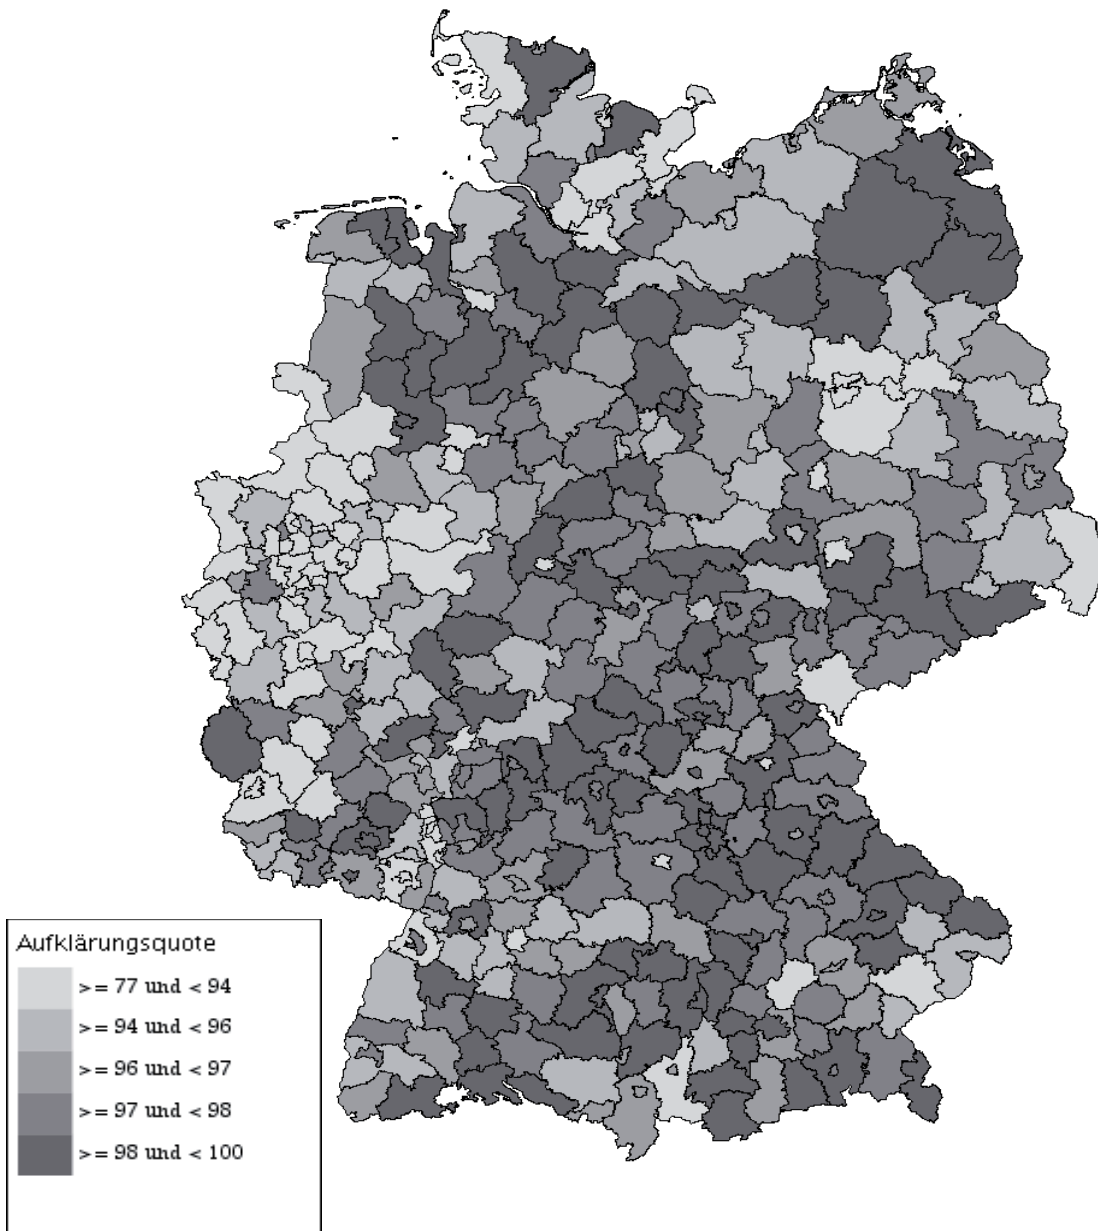 Aufklärungsquote
>= 77 und < 94
>= 94 und < 96
>= 96 und < 97
>= 97 und < 98
>= 98 und < 100